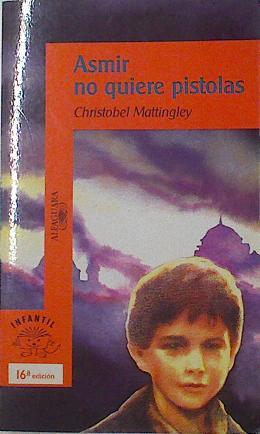 Asmir
no quiere pistolas
Christobel Mattingley
ALFAGUARA
INFANTIL
16ª edición